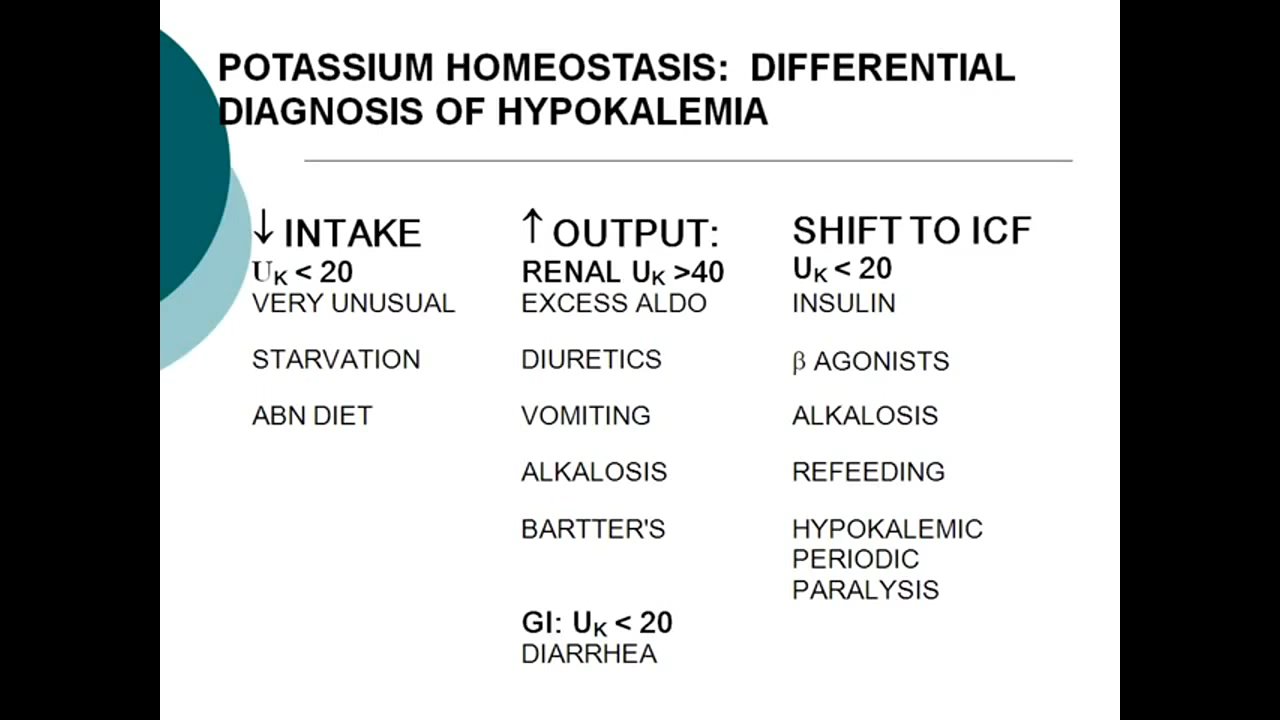 POTASSIUM HOMEOSTASIS: DIFFERENTIAL
DIAGNOSIS OF HYPOKALEMIA
↓ INTAKE
UK < 20
VERY UNUSUAL
STARVATION
ABN DIET
↑ OUTPUT:
RENAL UK >40
EXCESS ALDO
DIURETICS
VOMITING
ALKALOSIS
BARTTER'S
GI: UK < 20
DIARRHEA
SHIFT TO ICF
UK < 20
INSULIN
β AGONISTS
ALKALOSIS
REFEEDING
HYPOKALEMIC
PERIODIC
PARALYSIS